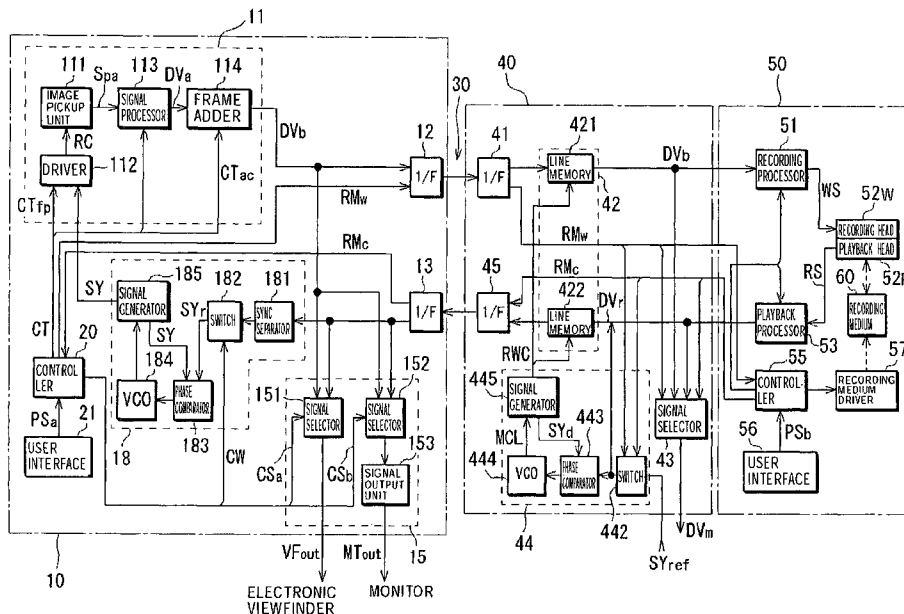 11
40
50
111
Spa
113
DVa
114
30
IMAGE PICKUP UNIT
SIGNAL PROCESSOR
FRAME ADDER
RC
DVb
112
DRIVER
CTac
CTfp
12
1/F
41
1/F
421
LINE MEMORY
DVb
42
51
RECORDING PROCESSOR
WS
52W
RECORDING HEAD
PLAYBACK HEAD
RMw
RMw
RMc
RMc
RS
60
185
182
181
SY
SIGNAL GENERATOR
SYr
SWITCH
SYNC SEPARATOR
13
1/F
45
1/F
422
LINE MEMORY
DVr
PLAYBACK PROCESSOR
53
RECORDING MEDIUM
57
CT
20
CONTROLLER
SY
184
VCO
PHASE COMPARATOR
183
18
151
152
SIGNAL SELECTOR
SIGNAL SELECTOR
RWC
445
SIGNAL GENERATOR
SYd
443
MCL
444
VCO
PHASE COMPARATOR
SWITCH
442
44
SIGNAL SELECTOR
43
55
CONTROLLER
RECORDING MEDIUM DRIVER
PSa
21
USER INTERFACE
CW
CSa
CSb
153
SIGNAL OUTPUT UNIT
15
56
PSb
USER INTERFACE
10
VFout
MTout
SYref
DVm
ELECTRONIC VIEWFINDER
MONITOR